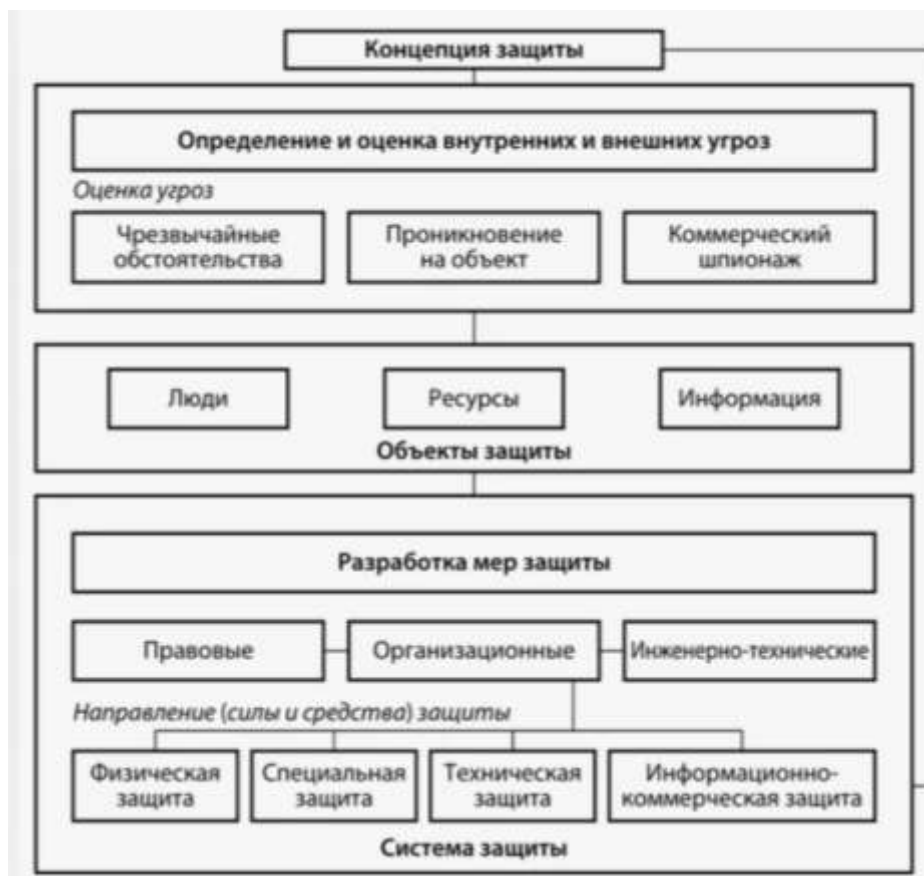 Концепция защиты
Определение и оценка внутренних и внешних угроз
Оценка угроз
Чрезвычайные
обстоятельства
Проникновение
на объект
Коммерческий
шпионаж
Люди
Ресурсы
Информация
Объекты защиты
Разработка мер защиты
Правовые
Организационные
Инженерно-технические
Направление (силы и средства) защиты
Физическая
защита
Специальная
защита
Техническая
защита
Информационно-
коммерческая защита
Система защиты